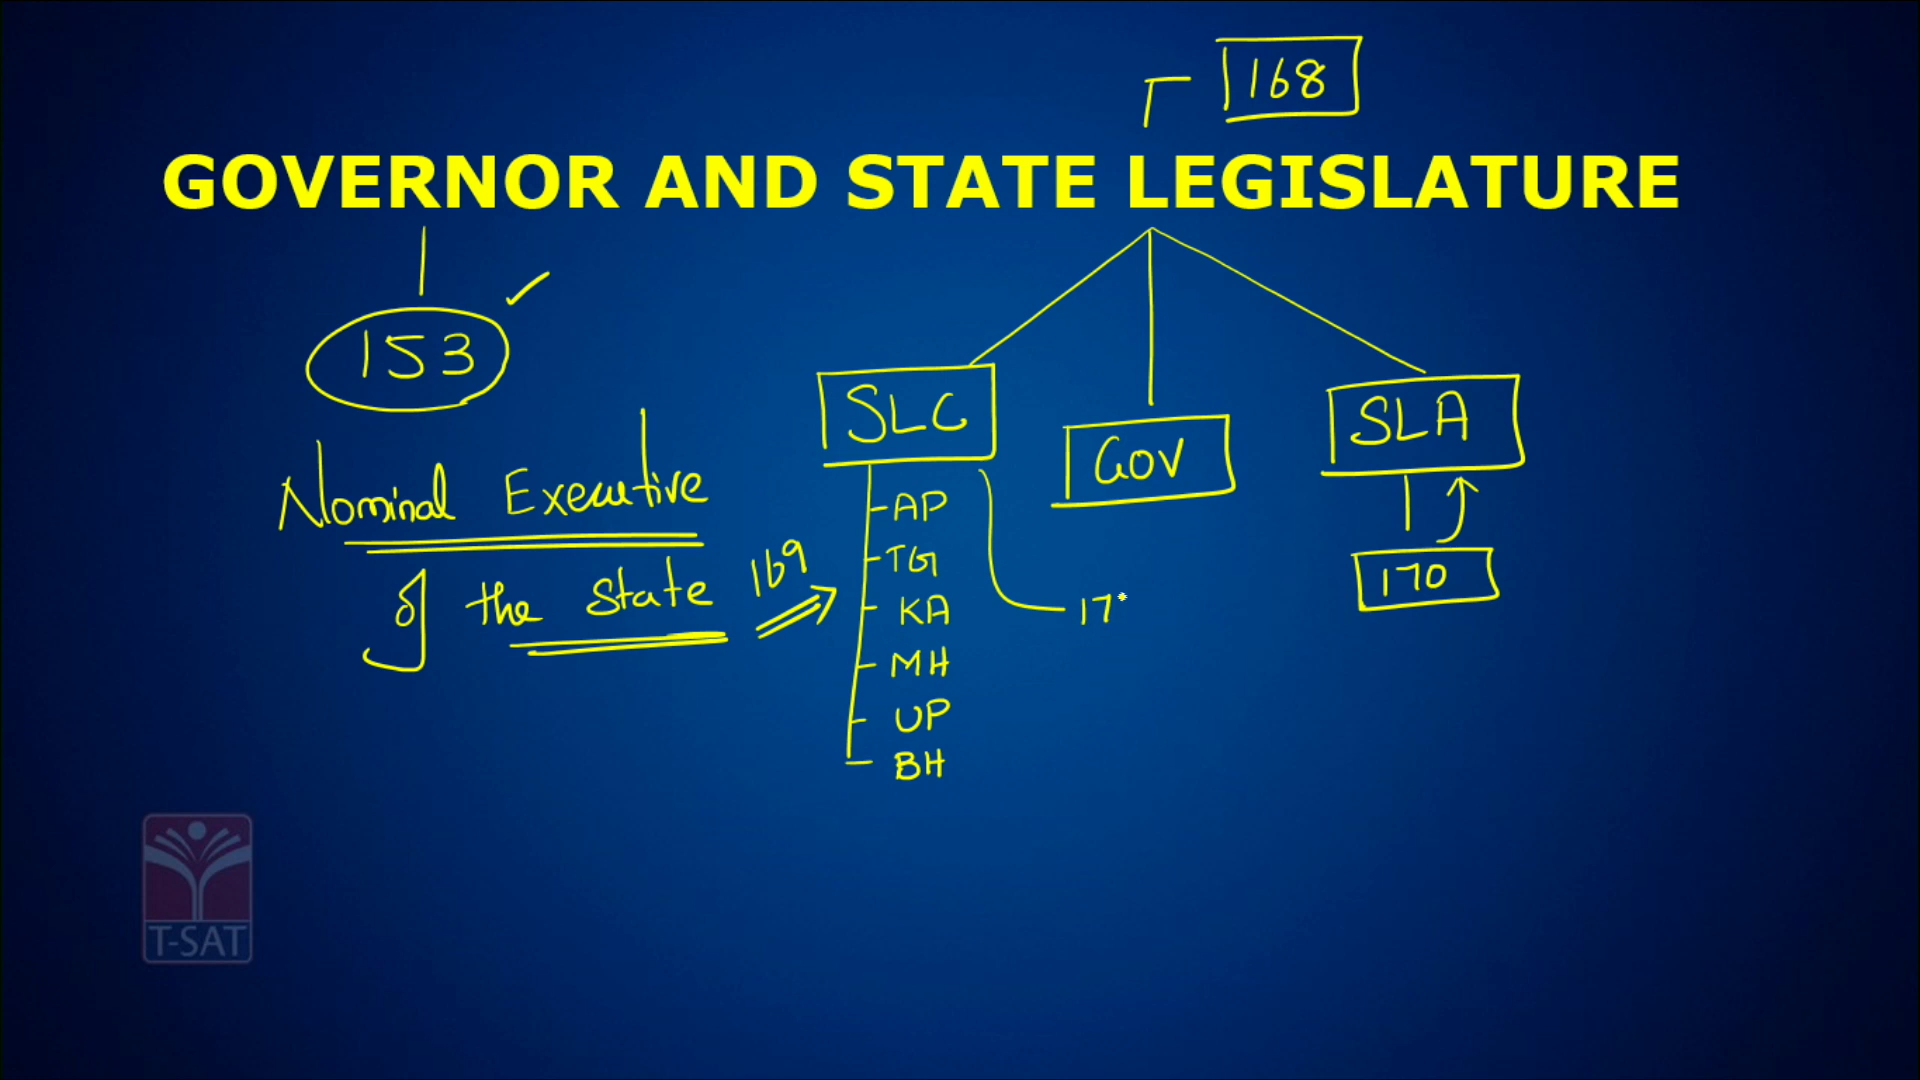 168
GOVERNOR AND STATE LEGISLATURE
153
SLC
GOV
SLA
Nominal Executive
of the State
169
AP
TG
KA
MH
UP
BH
17
170
T-SAT